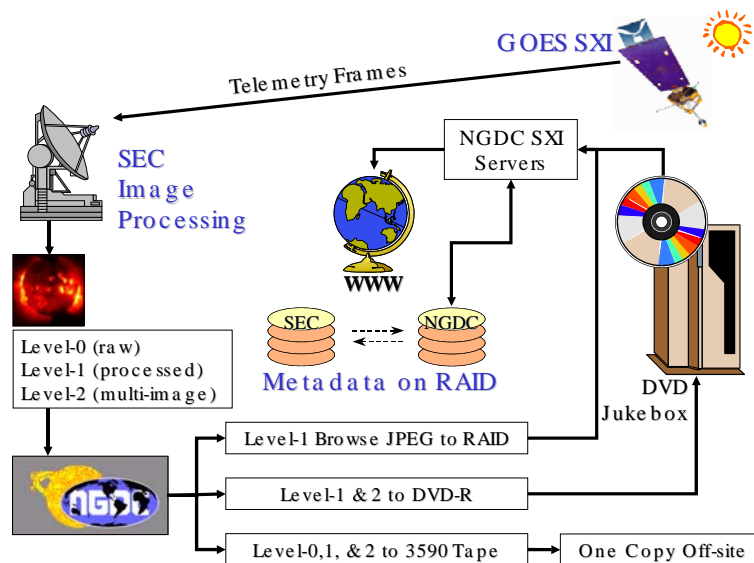 GOES SXI
Telemetry Frames
SEC
Image
Processing
NGDC SXI
Servers
WWW
SEC
NGDC
Metadata on RAID
Level-0 (raw)
Level-1 (processed)
Level-2 (multi-image)
DVD
Jukebox
NGDC
Level-1 Browse JPEG to RAID
Level-1 & 2 to DVD-R
Level-0,1, & 2 to 3590 Tape
One Copy Off-site